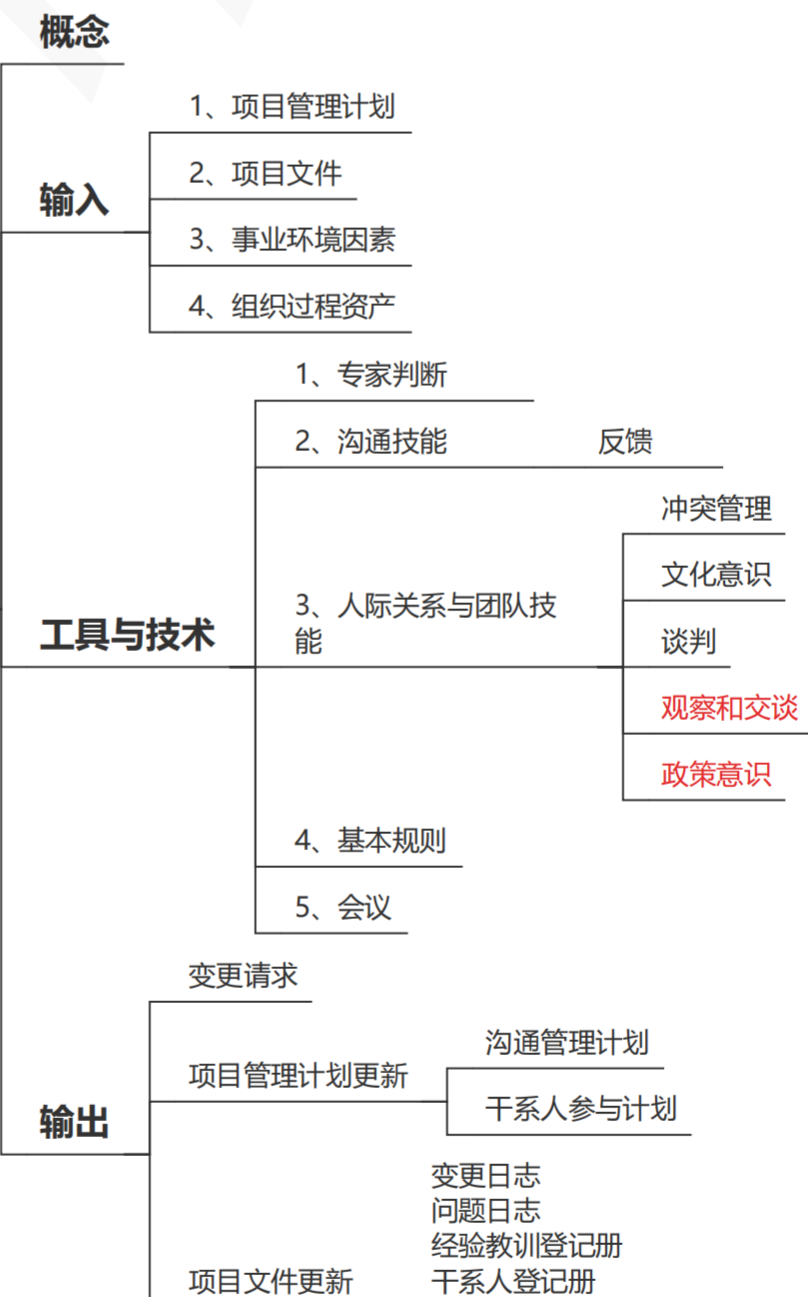 概念
输入
1、项目管理计划
2、项目文件
3、事业环境因素
4、组织过程资产
工具与技术
1、专家判断
2、沟通技能
反馈
3、人际关系与团队技
能
冲突管理
文化意识
谈判
观察和交谈
政策意识
4、基本规则
5、会议
输出
变更请求
项目管理计划更新
沟通管理计划
干系人参与计划
项目文件更新
变更日志
问题日志
经验教训登记册
干系人登记册